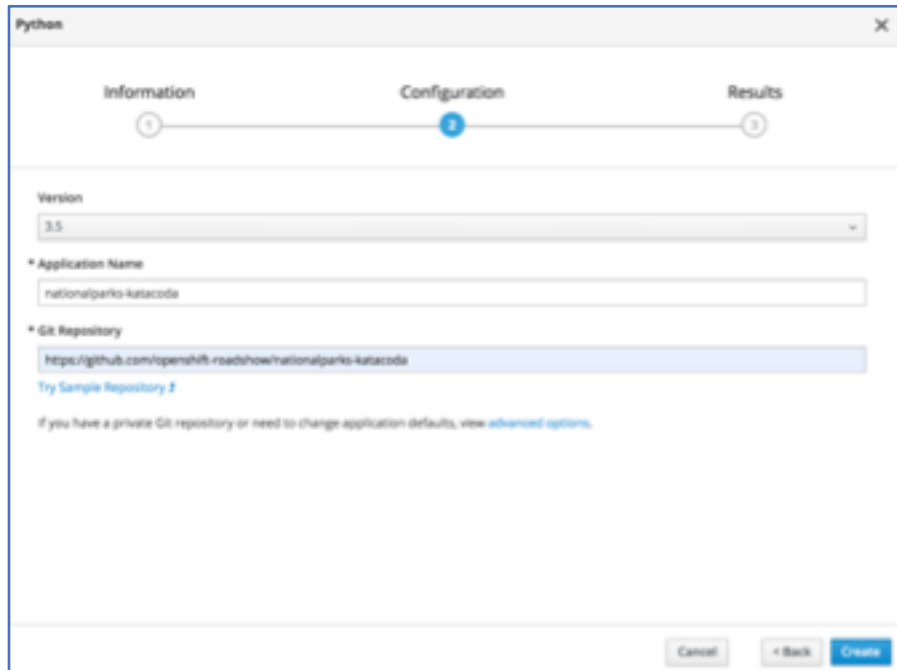 Python
Information Configuration Results
1 2 3
Version
3.5
* Application Name
nationalparks-katacoda
* Git Repository
https://github.com/openshift-roadshow/nationalparks-katacoda
Try Sample Repository
If you have a private Git repository or need to change application defaults, view advanced options.
Cancel < Back Create